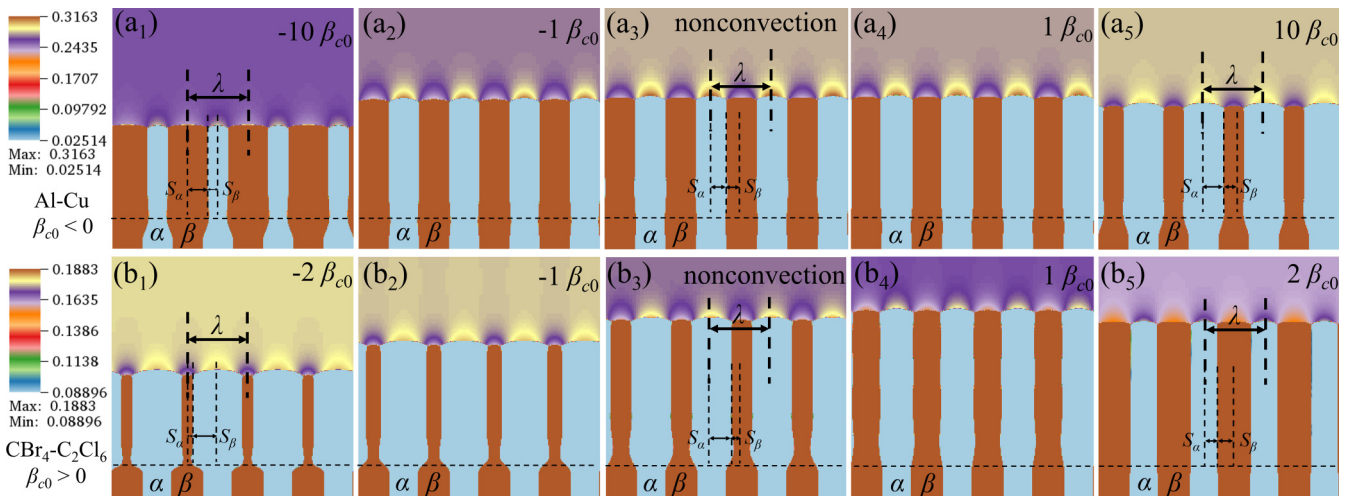 0.3163
0.2435
0.1707
0.09792
0.02514
Max: 0.3163
Min: 0.02514
Al-Cu
β_c0 < 0
(a₁) -10 β_c0
λ
S_α S_β
α β
(a₂) -1 β_c0
α β
(a₃) nonconvection
λ
S_α S_β
α β
(a₄) 1 β_c0
α β
(a₅) 10 β_c0
λ
S_α S_β
α β
0.1883
0.1635
0.1386
0.1138
0.08896
Max: 0.1883
Min: 0.08896
CBr₄-C₂Cl₆
β_c0 > 0
(b₁) -2 β_c0
λ
S_α S_β
α β
(b₂) -1 β_c0
α β
(b₃) nonconvection
λ
S_α S_β
α β
(b₄) 1 β_c0
α β
(b₅) 2 β_c0
λ
S_α S_β
α β